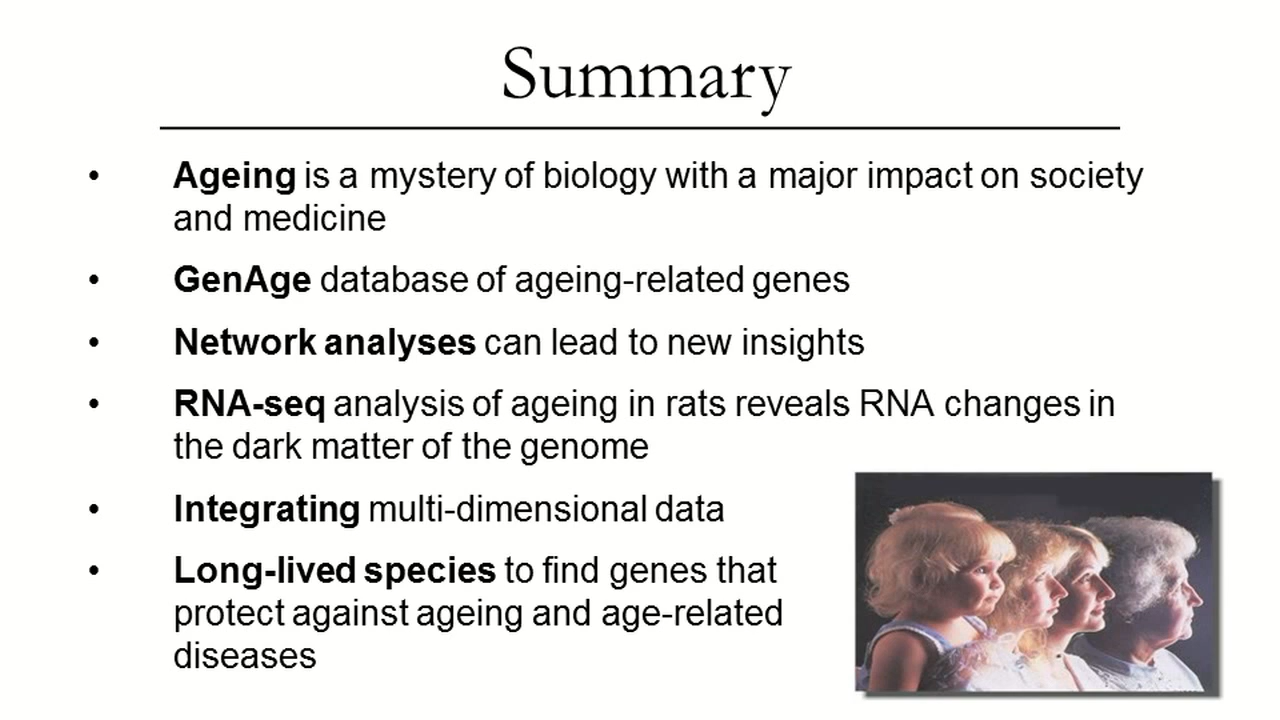 Summary
• Ageing is a mystery of biology with a major impact on society
and medicine
• GenAge database of ageing-related genes
• Network analyses can lead to new insights
• RNA-seq analysis of ageing in rats reveals RNA changes in
the dark matter of the genome
• Integrating multi-dimensional data
• Long-lived species to find genes that
protect against ageing and age-related
diseases